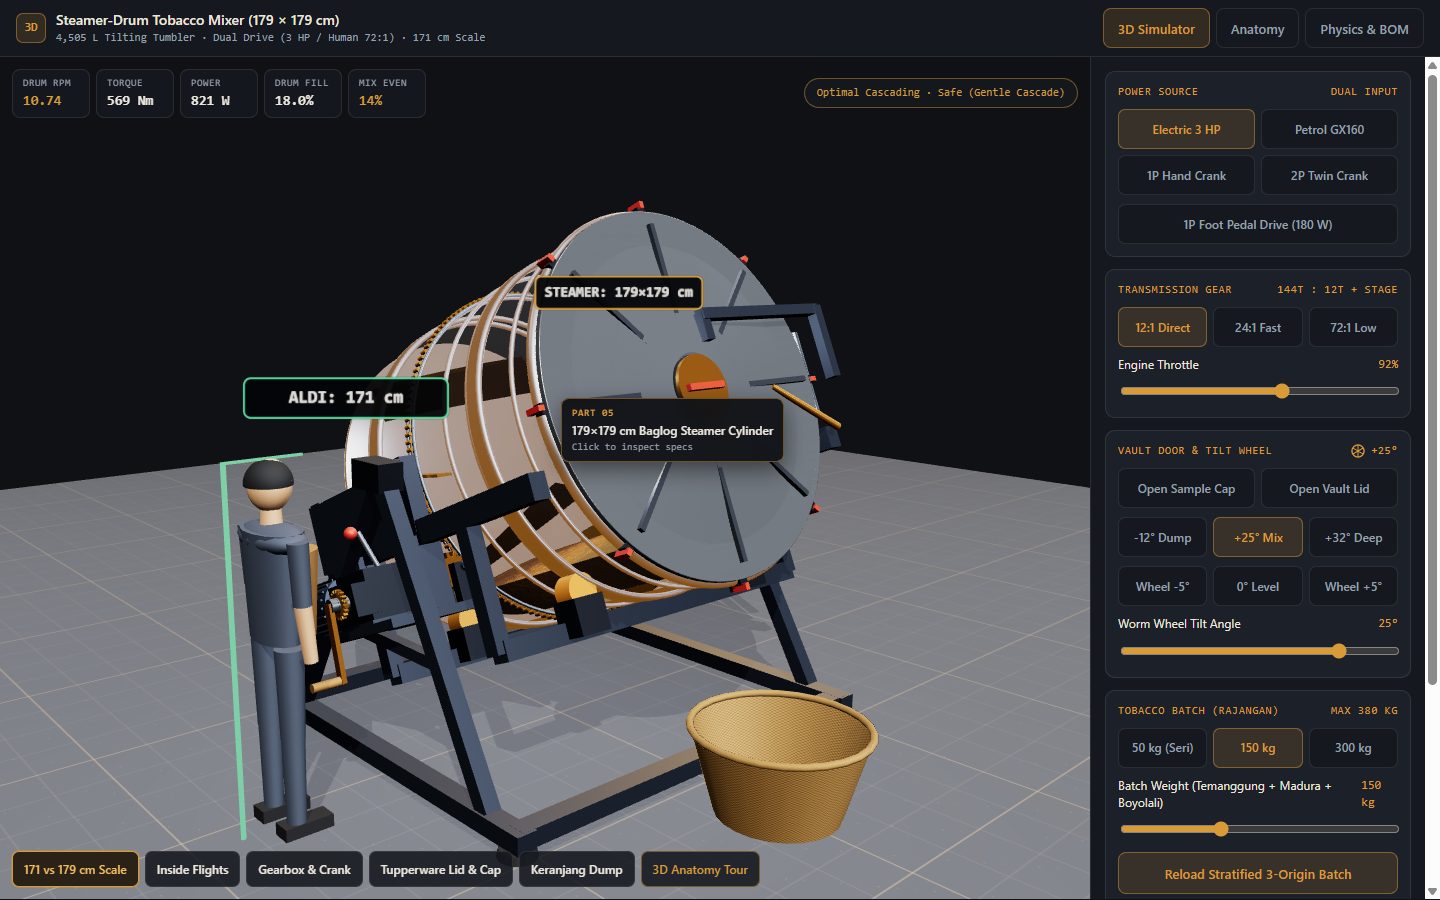 3D
Steamer-Drum Tobacco Mixer (179 × 179 cm)
4,505 L Tilting Tumbler · Dual Drive (3 HP / Human 72:1) · 171 cm Scale
3D Simulator
Anatomy
Physics & BOM
DRUM RPM
10.74
TORQUE
569 Nm
POWER
821 W
DRUM FILL
18.0%
MIX EVEN
14%
Optimal Cascading · Safe (Gentle Cascade)
STEAMER: 179×179 cm
ALDI: 171 cm
PART 05
179×179 cm Baglog Steamer Cylinder
Click to inspect specs
171 vs 179 cm Scale
Inside Flights
Gearbox & Crank
Tupperware Lid & Cap
Keranjang Dump
3D Anatomy Tour
POWER SOURCE
DUAL INPUT
Electric 3 HP
Petrol GX160
1P Hand Crank
2P Twin Crank
1P Foot Pedal Drive (180 W)
TRANSMISSION GEAR
144T : 12T + STAGE
12:1 Direct
24:1 Fast
72:1 Low
Engine Throttle
92%
VAULT DOOR & TILT WHEEL
+25°
Open Sample Cap
Open Vault Lid
-12° Dump
+25° Mix
+32° Deep
Wheel -5°
0° Level
Wheel +5°
Worm Wheel Tilt Angle
25°
TOBACCO BATCH (RAJANGAN)
MAX 380 KG
50 kg (Seri)
150 kg
300 kg
Batch Weight (Temanggung + Madura +
Boyolali)
150
kg
Reload Stratified 3-Origin Batch